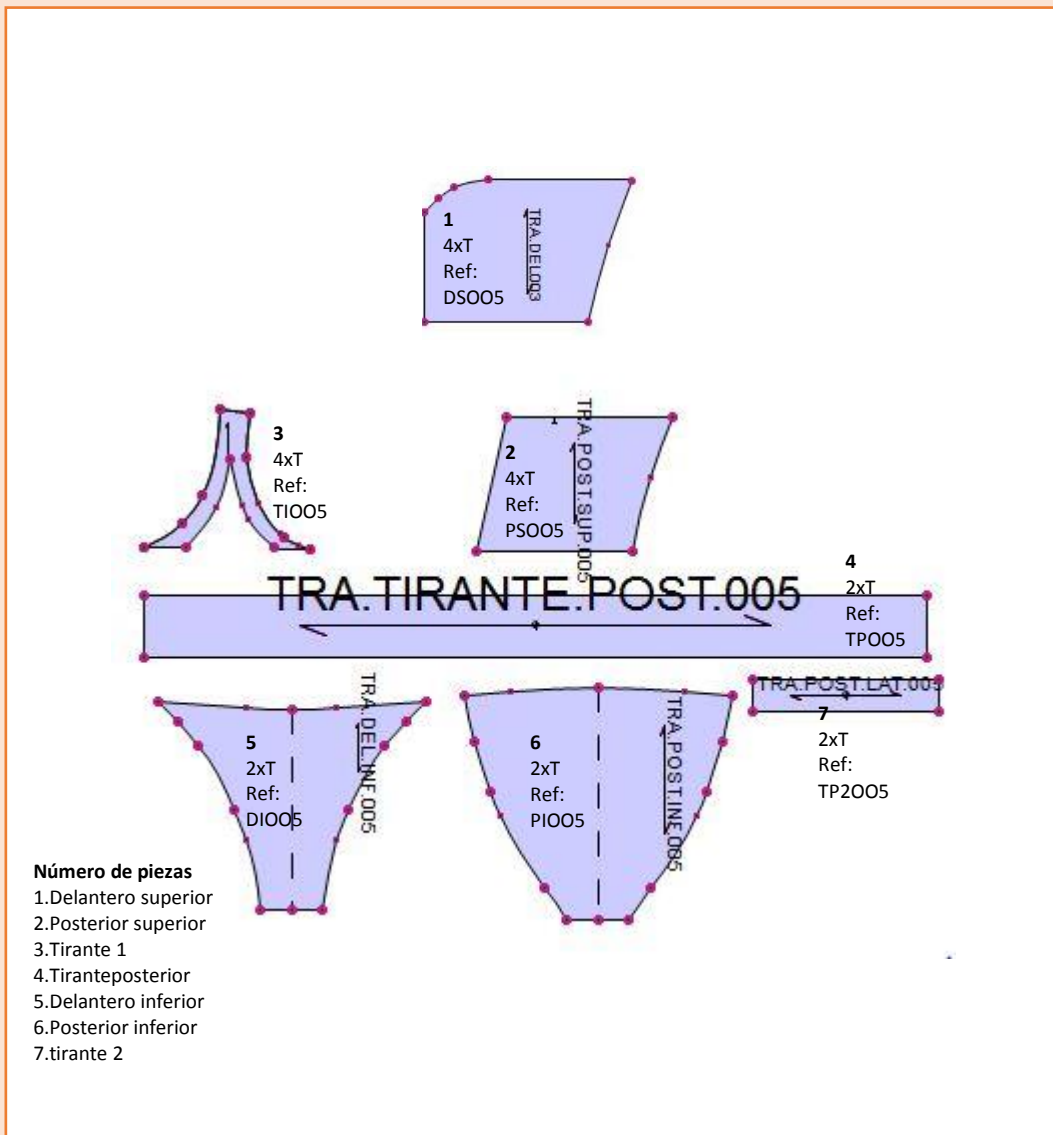 1
4xT
Ref:
DSOO5
TRA.DEL003
3
4xT
Ref:
TIOO5
2
4xT
Ref:
PSOO5
TRA.POST.SUP.005
TRA.TIRANTE.POST.005
4
2xT
Ref:
TPOO5
5
2xT
Ref:
DIOO5
TRA.DEL.INF.005
6
2xT
Ref:
PIOO5
TRA.POST.INF.005
TRA.POST.LAT.005
7
2xT
Ref:
TP2OO5
Número de piezas
1.Delantero superior
2.Posterior superior
3.Tirante 1
4.Tiranteposterior
5.Delantero inferior
6.Posterior inferior
7.tirante 2